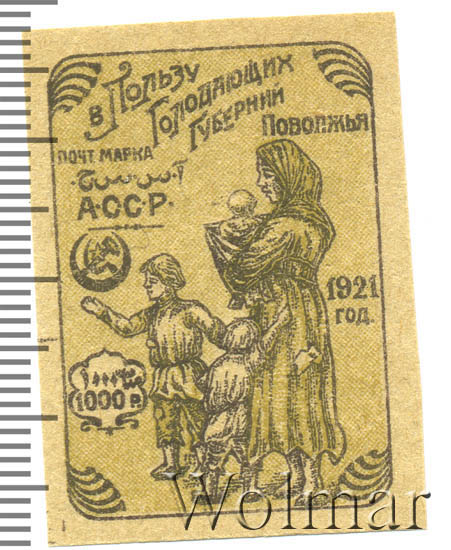 В ПОЛЬЗУ
ГОЛОДАЮЩИХ
ГУБЕРНИИ
ПОВОЛЖЬЯ
ПОЧТ МАРКА
А.С.С.Р.
1921
ГОД.
1000 Р.
Wolmar